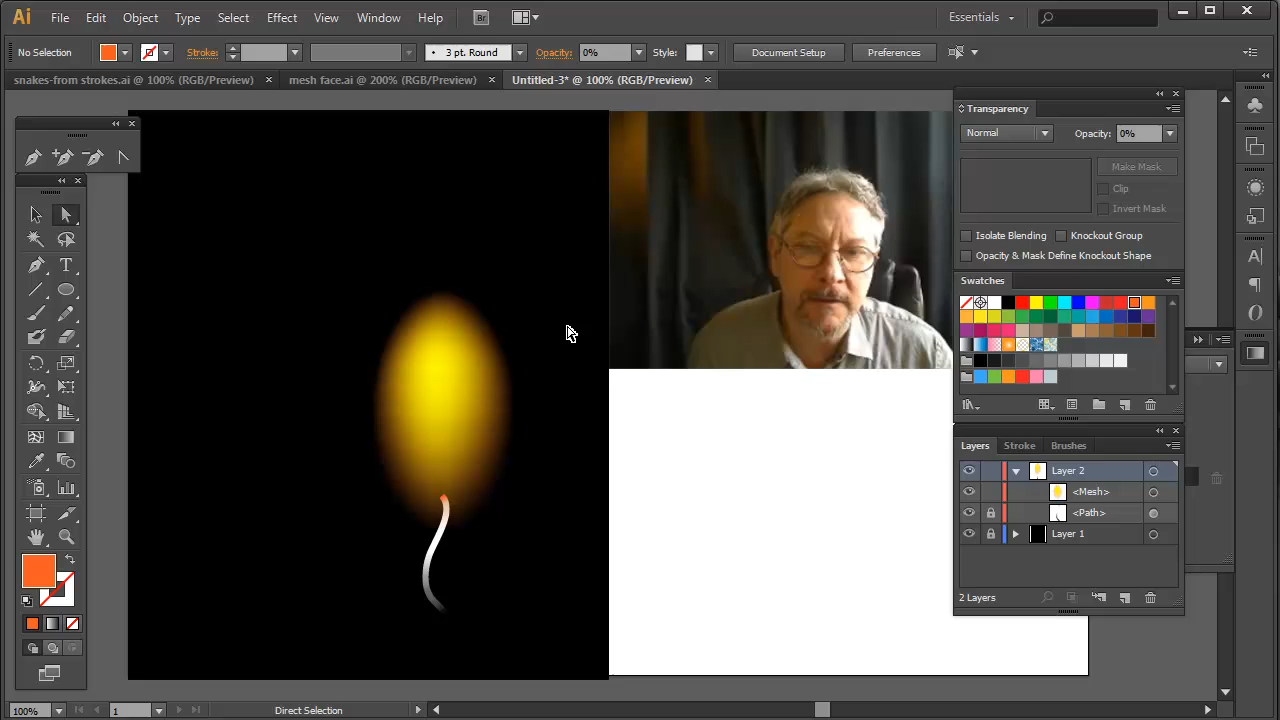 Ai File Edit Object Type Select Effect View Window Help Br Essentials
No Selection Stroke: 3 pt. Round Opacity: 0% Style: Document Setup Preferences
snakes-from strokes.ai @ 100% (RGB/Preview) mesh face.ai @ 200% (RGB/Preview) Untitled-3* @ 100% (RGB/Preview)
Transparency
Normal Opacity: 0%
Make Mask
Clip
Invert Mask
Isolate Blending Knockout Group
Opacity & Mask Define Knockout Shape
Swatches
Layers Stroke Brushes
Layer 2
<Mesh>
<Path>
Layer 1
2 Layers
100% 1 Direct Selection